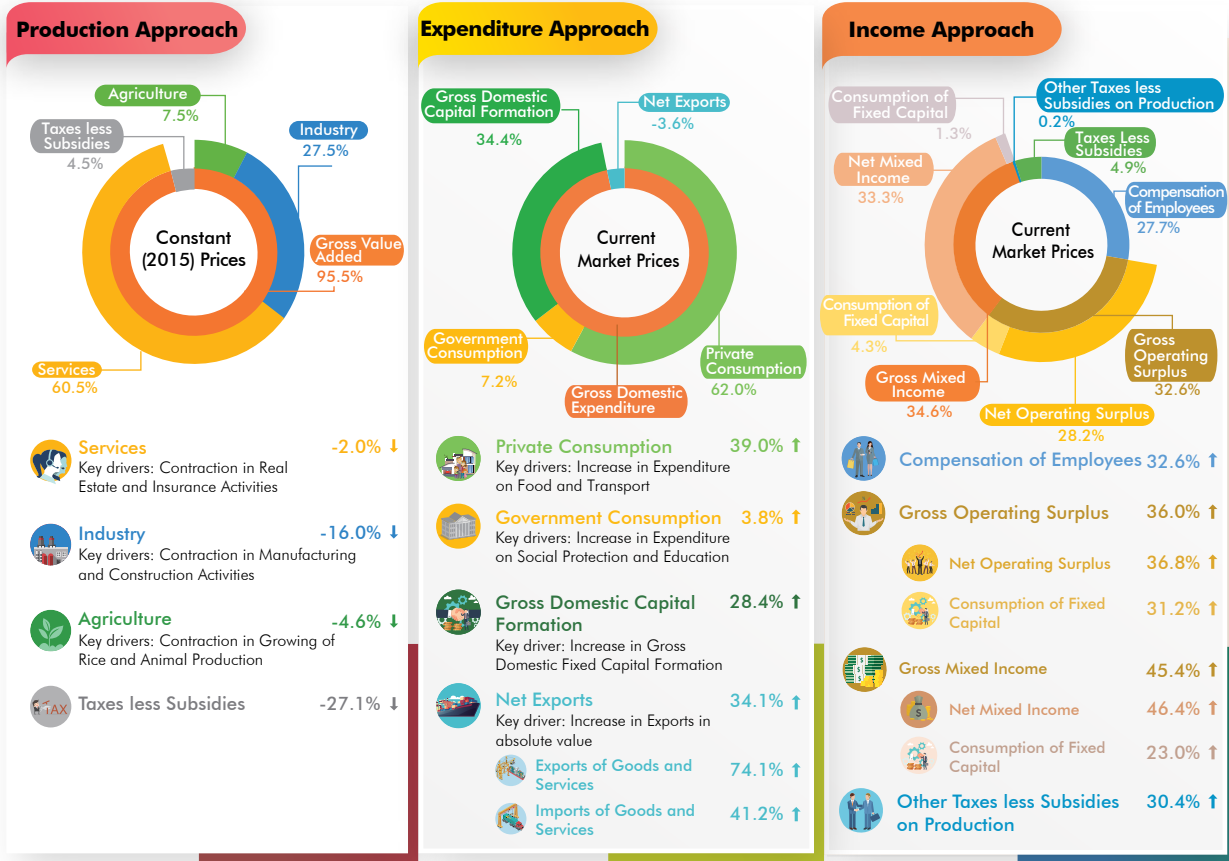 Production Approach
Agriculture
7.5%
Taxes less
Subsidies
4.5%
Industry
27.5%
Constant
(2015) Prices
Gross Value
Added
95.5%
Services
60.5%
Services
-2.0% ↓
Key drivers: Contraction in Real
Estate and Insurance Activities
Industry
-16.0% ↓
Key drivers: Contraction in Manufacturing
and Construction Activities
Agriculture
-4.6% ↓
Key drivers: Contraction in Growing of
Rice and Animal Production
TAX
Taxes less Subsidies
-27.1% ↓
Expenditure Approach
Gross Domestic
Capital Formation
34.4%
Net Exports
-3.6%
Current
Market Prices
Government
Consumption
7.2%
Private
Consumption
62.0%
Gross Domestic
Expenditure
Private Consumption
39.0% ↑
Key drivers: Increase in Expenditure
on Food and Transport
Government Consumption
3.8% ↑
Key drivers: Increase in Expenditure
on Social Protection and Education
Gross Domestic Capital
Formation
28.4% ↑
Key driver: Increase in Gross
Domestic Fixed Capital Formation
Net Exports
34.1% ↑
Key driver: Increase in Exports in
absolute value
Exports of Goods and
Services
74.1% ↑
Imports of Goods and
Services
41.2% ↑
Income Approach
Consumption of
Fixed Capital
1.3%
Other Taxes less
Subsidies on Production
0.2%
Taxes Less
Subsidies
4.9%
Net Mixed
Income
33.3%
Compensation
of Employees
27.7%
Current
Market Prices
Consumption of
Fixed Capital
4.3%
Gross
Operating
Surplus
32.6%
Gross Mixed
Income
34.6%
Net Operating Surplus
28.2%
Compensation of Employees
32.6% ↑
Gross Operating Surplus
36.0% ↑
Net Operating Surplus
36.8% ↑
Consumption of Fixed
Capital
31.2% ↑
Gross Mixed Income
45.4% ↑
Net Mixed Income
46.4% ↑
Consumption of Fixed
Capital
23.0% ↑
Other Taxes less Subsidies
on Production
30.4% ↑